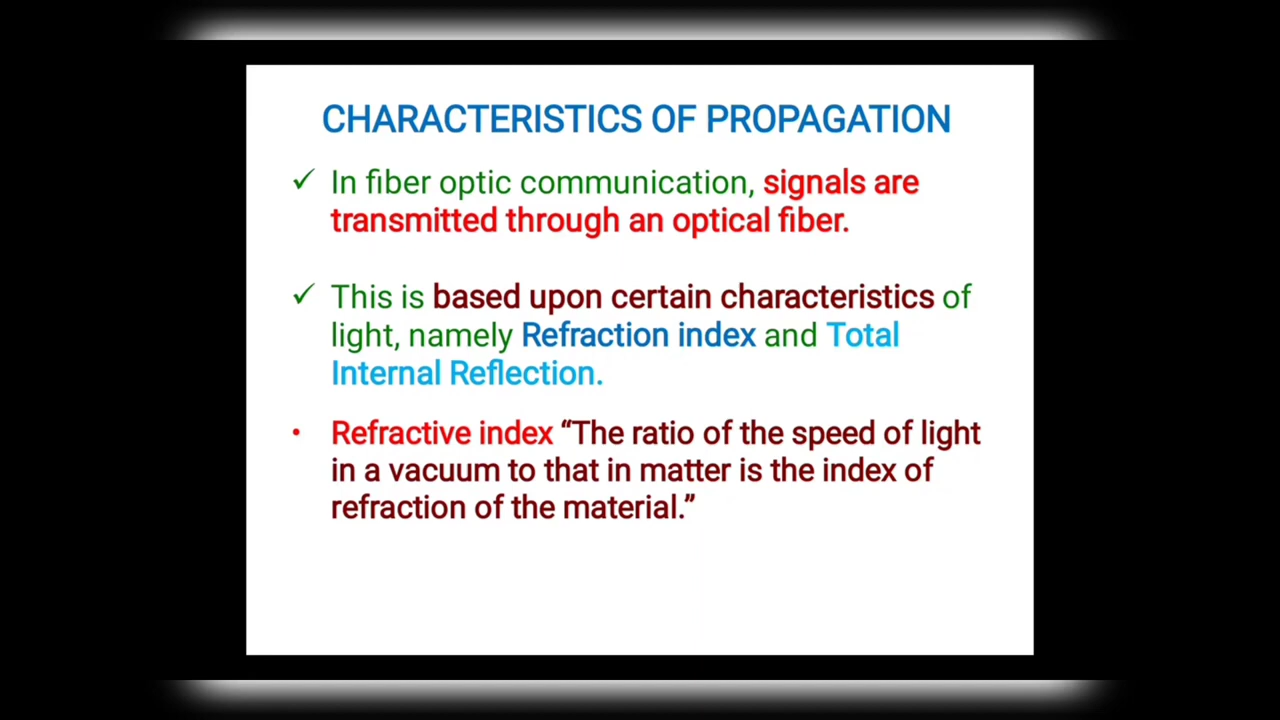 CHARACTERISTICS OF PROPAGATION
✓ In fiber optic communication, signals are
transmitted through an optical fiber.
✓ This is based upon certain characteristics of
light, namely Refraction index and Total
Internal Reflection.
• Refractive index “The ratio of the speed of light
in a vacuum to that in matter is the index of
refraction of the material.”